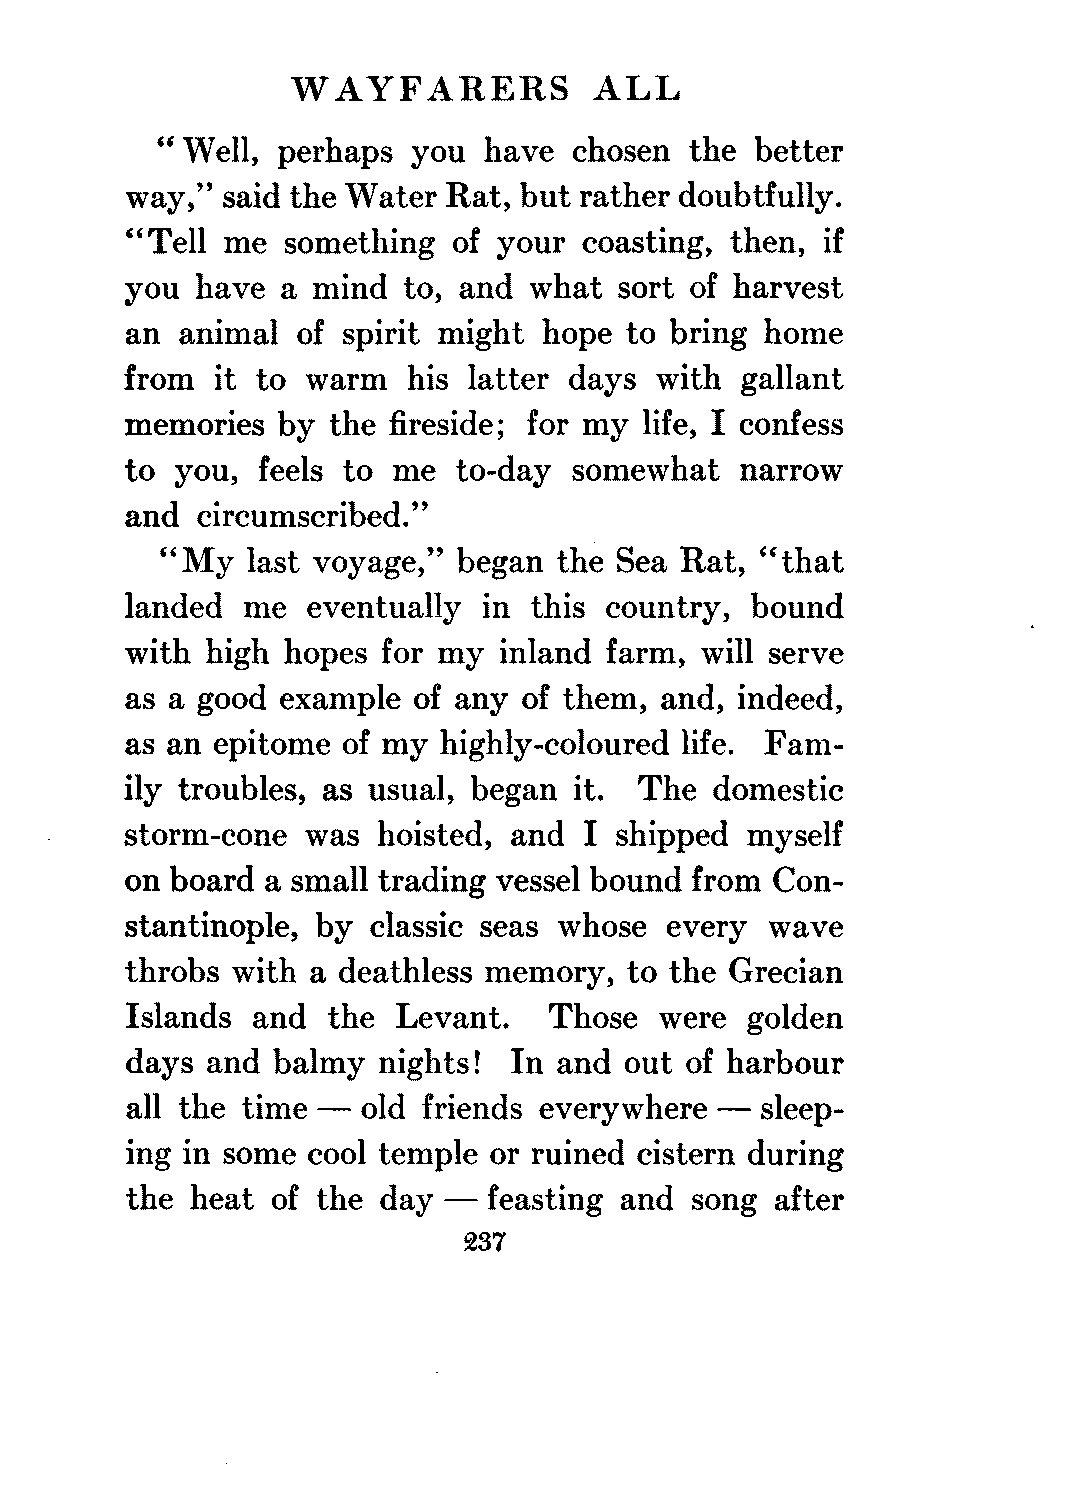 WAYFARERS ALL
“Well, perhaps you have chosen the better
way,” said the Water Rat, but rather doubtfully.
“Tell me something of your coasting, then, if
you have a mind to, and what sort of harvest
an animal of spirit might hope to bring home
from it to warm his latter days with gallant
memories by the fireside; for my life, I confess
to you, feels to me to-day somewhat narrow
and circumscribed.”
“My last voyage,” began the Sea Rat, “that
landed me eventually in this country, bound
with high hopes for my inland farm, will serve
as a good example of any of them, and, indeed,
as an epitome of my highly-coloured life. Fam-
ily troubles, as usual, began it. The domestic
storm-cone was hoisted, and I shipped myself
on board a small trading vessel bound from Con-
stantinople, by classic seas whose every wave
throbs with a deathless memory, to the Grecian
Islands and the Levant. Those were golden
days and balmy nights! In and out of harbour
all the time — old friends everywhere — sleep-
ing in some cool temple or ruined cistern during
the heat of the day — feasting and song after
237